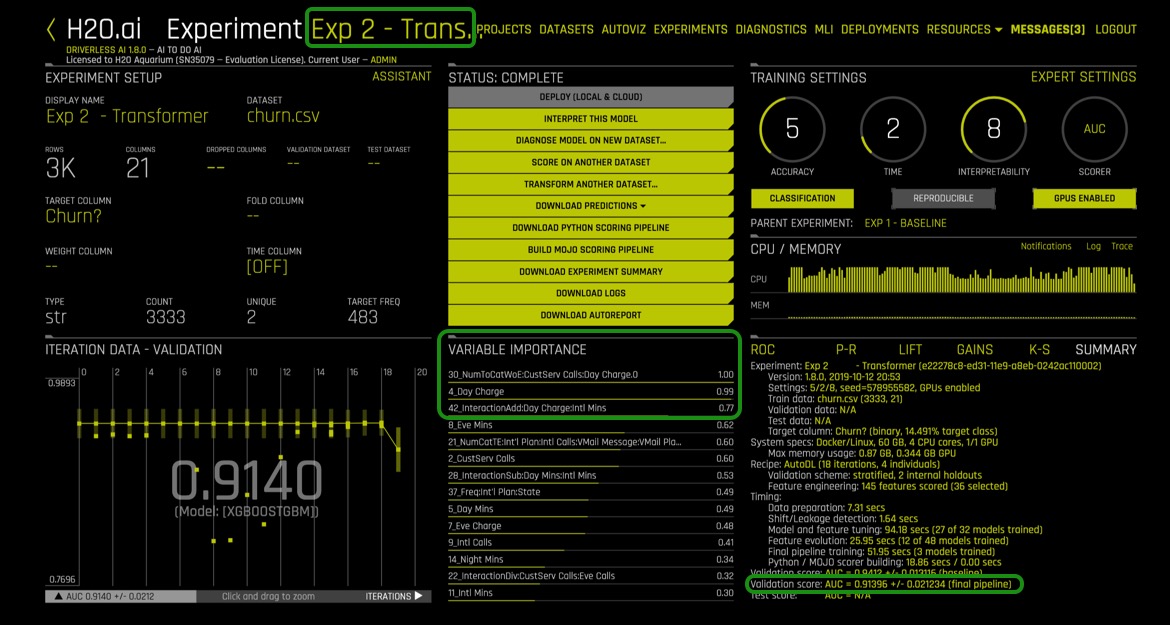 H2O.ai Experiment Exp 2 - Trans.
PROJECTS DATASETS AUTOVIZ EXPERIMENTS DIAGNOSTICS MLI DEPLOYMENTS RESOURCES MESSAGES[3] LOGOUT
DRIVERLESS AI 1.8.0 – AI TO DO AI
Licensed to H2O Aquarium (SN35079 – Evaluation License). Current User – ADMIN
EXPERIMENT SETUP ASSISTANT
DISPLAY NAME DATASET
Exp 2 - Transformer churn.csv
ROWS COLUMNS DROPPED COLUMNS VALIDATION DATASET TEST DATASET
3K 21 -- -- --
TARGET COLUMN FOLD COLUMN
Churn? --
WEIGHT COLUMN TIME COLUMN
-- [OFF]
TYPE COUNT UNIQUE TARGET FREQ
str 3333 2 483
STATUS: COMPLETE
DEPLOY (LOCAL & CLOUD)
INTERPRET THIS MODEL
DIAGNOSE MODEL ON NEW DATASET...
SCORE ON ANOTHER DATASET
TRANSFORM ANOTHER DATASET...
DOWNLOAD PREDICTIONS
DOWNLOAD PYTHON SCORING PIPELINE
BUILD MOJO SCORING PIPELINE
DOWNLOAD EXPERIMENT SUMMARY
DOWNLOAD LOGS
DOWNLOAD AUTOREPORT
TRAINING SETTINGS EXPERT SETTINGS
5 2 8 AUC
ACCURACY TIME INTERPRETABILITY SCORER
CLASSIFICATION REPRODUCIBLE GPUS ENABLED
PARENT EXPERIMENT: EXP 1 - BASELINE
CPU / MEMORY Notifications Log Trace
CPU
MEM
ITERATION DATA - VALIDATION
0 2 4 6 8 10 12 14 16 18 20
0.9893
0.9140
(Model: [XGBOOSTGBM])
0.7696
▲ AUC 0.9140 +/- 0.0212 Click and drag to zoom ITERATIONS ▶
VARIABLE IMPORTANCE
30_NumToCatWoE:CustServ Calls:Day Charge.0 1.00
4_Day Charge 0.99
42_InteractionAdd:Day Charge:Intl Mins 0.77
8_Eve Mins 0.62
21_NumCatTE:Int'l Plan:Intl Calls:VMail Message:VMail Pla... 0.60
2_CustServ Calls 0.60
28_InteractionSub:Day Mins:Intl Mins 0.53
37_Freq:Int'l Plan:State 0.49
5_Day Mins 0.49
7_Eve Charge 0.48
9_Intl Calls 0.41
14_Night Mins 0.34
22_InteractionDiv:CustServ Calls:Eve Calls 0.32
11_Intl Mins 0.30
ROC P-R LIFT GAINS K-S SUMMARY
Experiment: Exp 2 - Transformer (e22278c8-ed31-11e9-a8eb-0242ac110002)
Version: 1.8.0, 2019-10-12 20:53
Settings: 5/2/8, seed=578955582, GPUs enabled
Train data: churn.csv (3333, 21)
Validation data: N/A
Test data: N/A
Target column: Churn? (binary, 14.491% target class)
System specs: Docker/Linux, 60 GB, 4 CPU cores, 1/1 GPU
Max memory usage: 0.87 GB, 0.344 GB GPU
Recipe: AutoDL (18 iterations, 4 individuals)
Validation scheme: stratified, 2 internal holdouts
Feature engineering: 145 features scored (36 selected)
Timing:
Data preparation: 7.31 secs
Shift/Leakage detection: 1.64 secs
Model and feature tuning: 94.18 secs (27 of 32 models trained)
Feature evolution: 25.95 secs (12 of 48 models trained)
Final pipeline training: 51.95 secs (3 models trained)
Python / MOJO scorer building: 18.86 secs / 0.00 secs
Validation score: AUC = 0.9412 +/- 0.013115 (baseline)
Validation score: AUC = 0.91396 +/- 0.021234 (final pipeline)
Test score: AUC = N/A